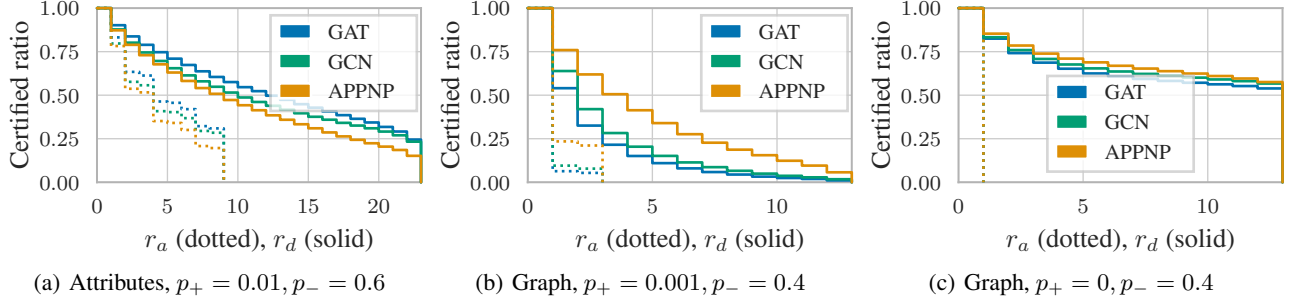 1.00
0.75
0.50
0.25
0.00
Certified ratio
GAT
GCN
APPNP
0 5 10 15 20
r_a (dotted), r_d (solid)
(a) Attributes, p_+ = 0.01, p_− = 0.6
1.00
0.75
0.50
0.25
0.00
Certified ratio
GAT
GCN
APPNP
0 5 10
r_a (dotted), r_d (solid)
(b) Graph, p_+ = 0.001, p_− = 0.4
1.00
0.75
0.50
0.25
0.00
Certified ratio
GAT
GCN
APPNP
0 5 10
r_a (dotted), r_d (solid)
(c) Graph, p_+ = 0, p_− = 0.4